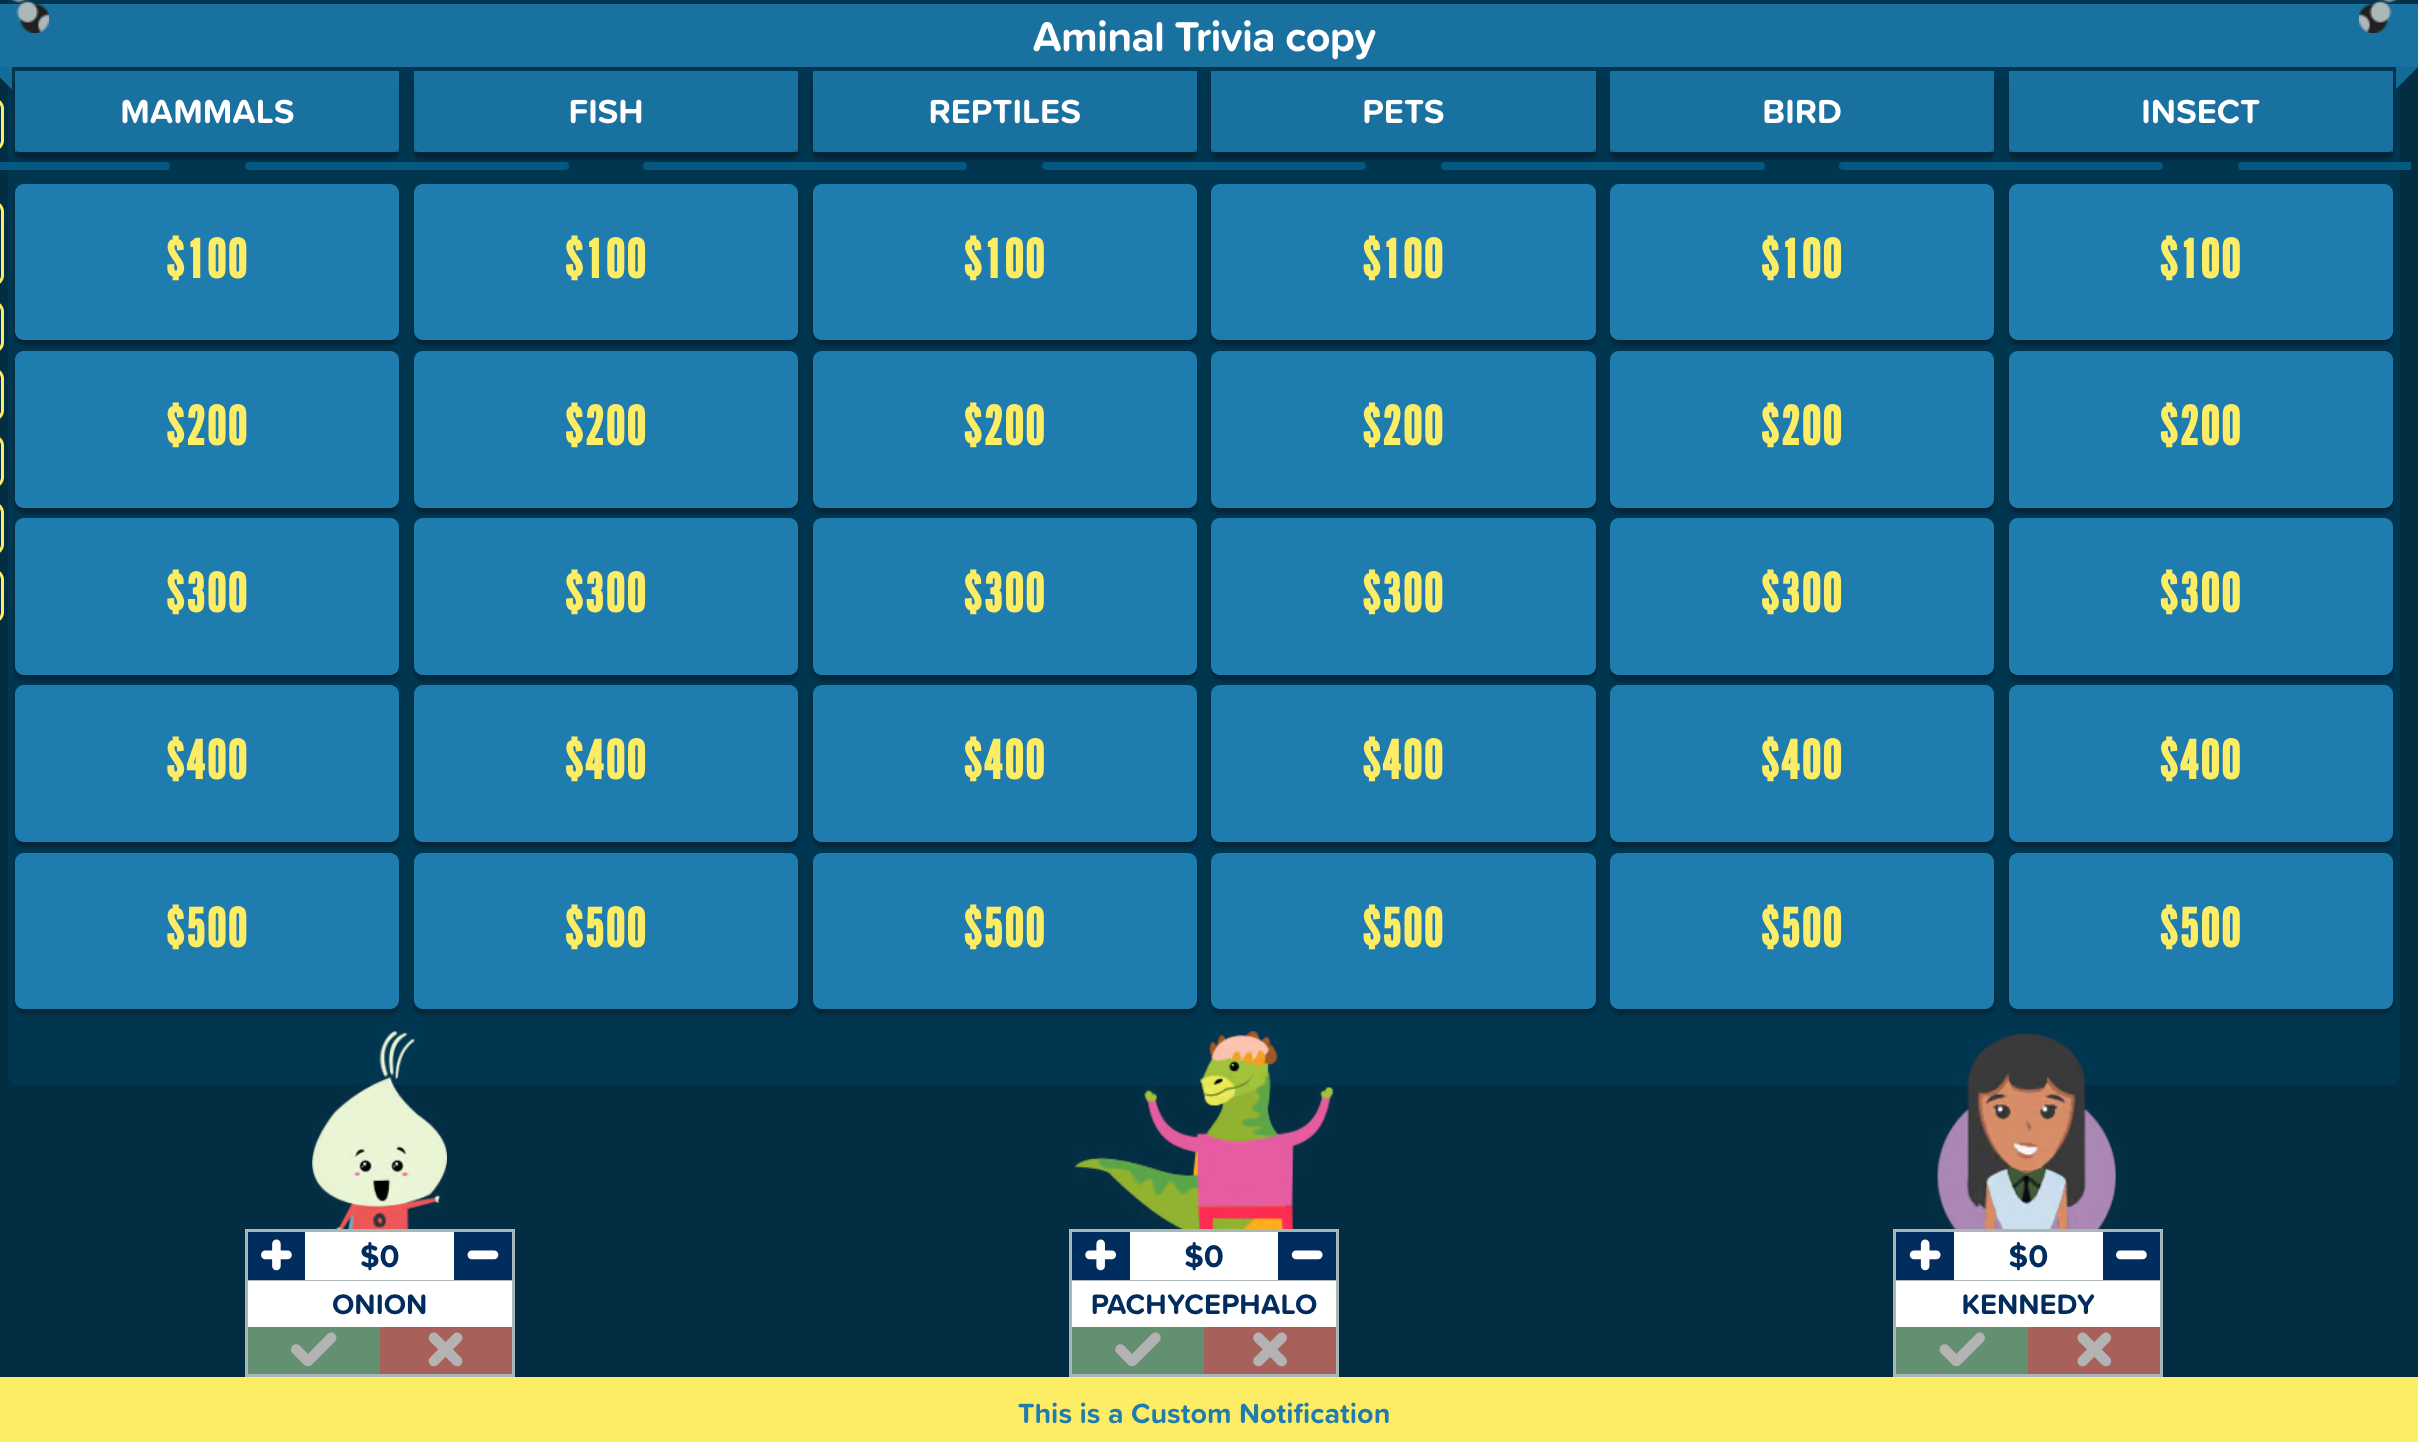 Aminal Trivia copy
MAMMALS FISH REPTILES PETS BIRD INSECT
$100 $100 $100 $100 $100 $100
$200 $200 $200 $200 $200 $200
$300 $300 $300 $300 $300 $300
$400 $400 $400 $400 $400 $400
$500 $500 $500 $500 $500 $500
$0 $0 $0
ONION PACHYCEPHALO KENNEDY
This is a Custom Notification